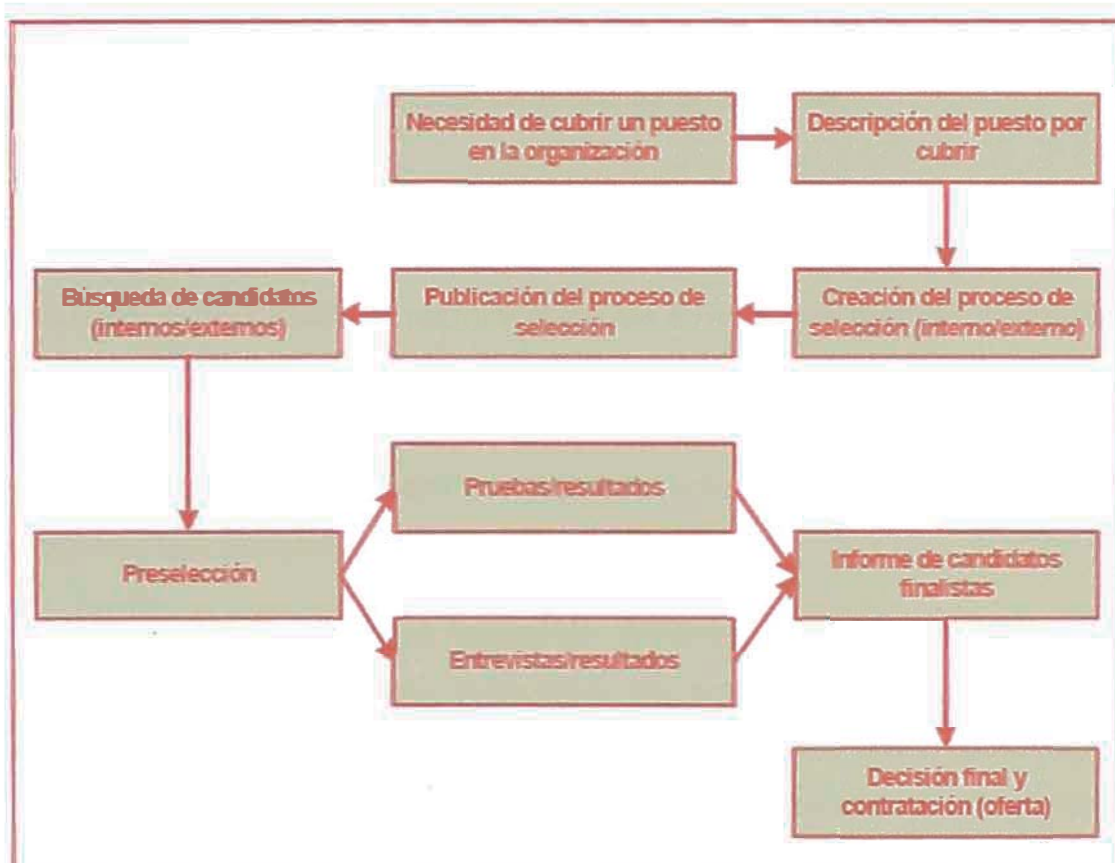 Necesidad de cubrir un puesto
en la organización
Descripción del puesto por
cubrir
Creación del proceso de
selección (interno/externo)
Publicación del proceso de
selección
Búsqueda de candidatos
(internos/externos)
Preselección
Pruebas/resultados
Entrevistas/resultados
Informe de candidatos
finalistas
Decisión final y
contratación (oferta)